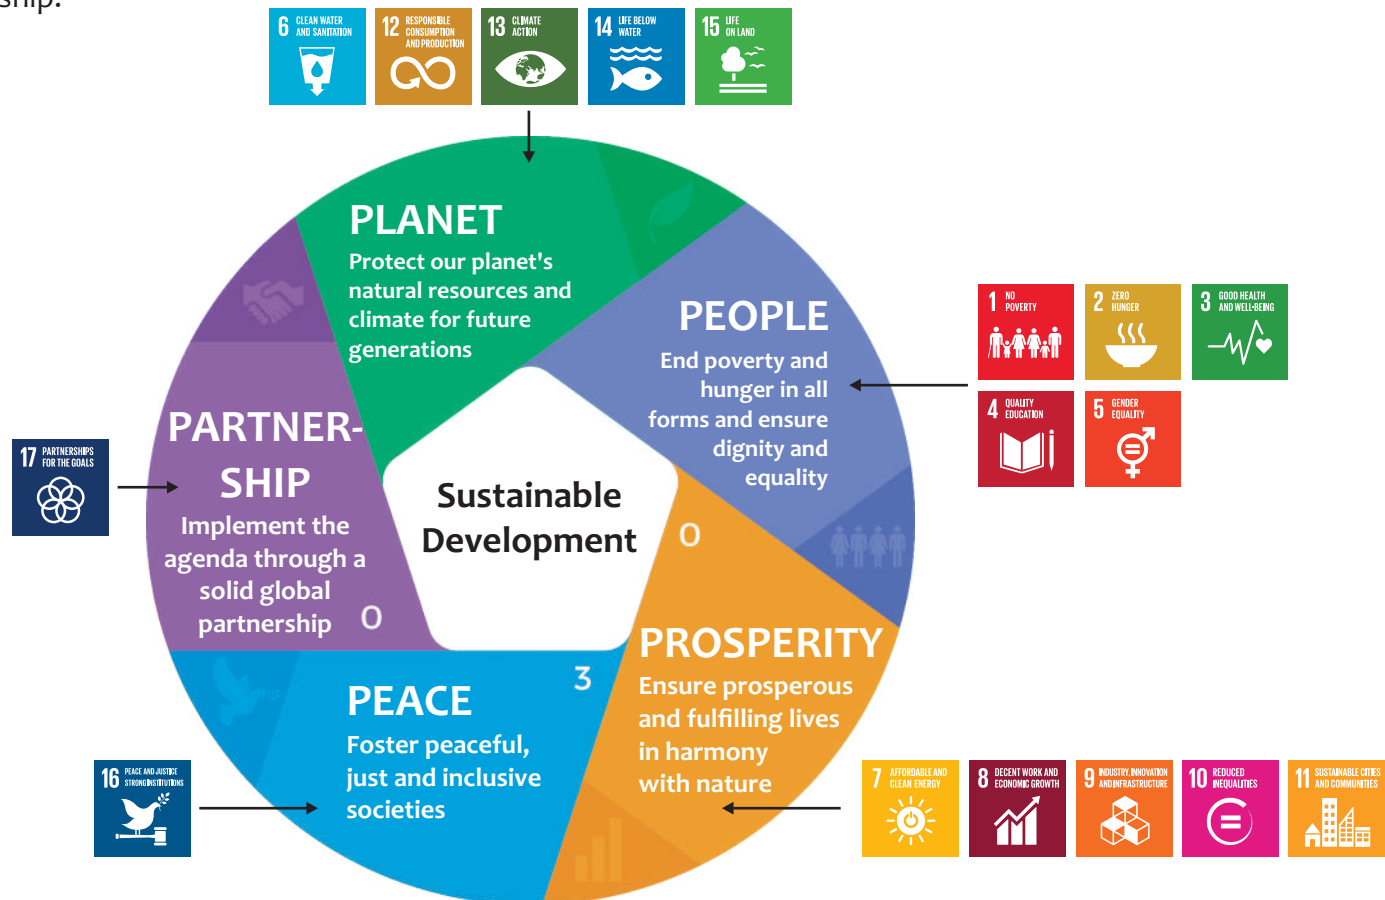 ship.
6 CLEAN WATER
AND SANITATION
12 RESPONSIBLE
CONSUMPTION
AND PRODUCTION
13 CLIMATE
ACTION
14 LIFE BELOW
WATER
15 LIFE
ON LAND
PLANET
Protect our planet's
natural resources and
climate for future
generations
PEOPLE
End poverty and
hunger in all
forms and ensure
dignity and
equality
1 NO
POVERTY
2 ZERO
HUNGER
3 GOOD HEALTH
AND WELL-BEING
4 QUALITY
EDUCATION
5 GENDER
EQUALITY
PARTNER-
SHIP
Implement the
agenda through a
solid global
partnership
0
17 PARTNERSHIPS
FOR THE GOALS
Sustainable
Development
0
PROSPERITY
Ensure prosperous
and fulfilling lives
in harmony
with nature
3
PEACE
Foster peaceful,
just and inclusive
societies
16 PEACE AND JUSTICE
STRONG INSTITUTIONS
7 AFFORDABLE AND
CLEAN ENERGY
8 DECENT WORK AND
ECONOMIC GROWTH
9 INDUSTRY, INNOVATION
AND INFRASTRUCTURE
10 REDUCED
INEQUALITIES
11 SUSTAINABLE CITIES
AND COMMUNITIES